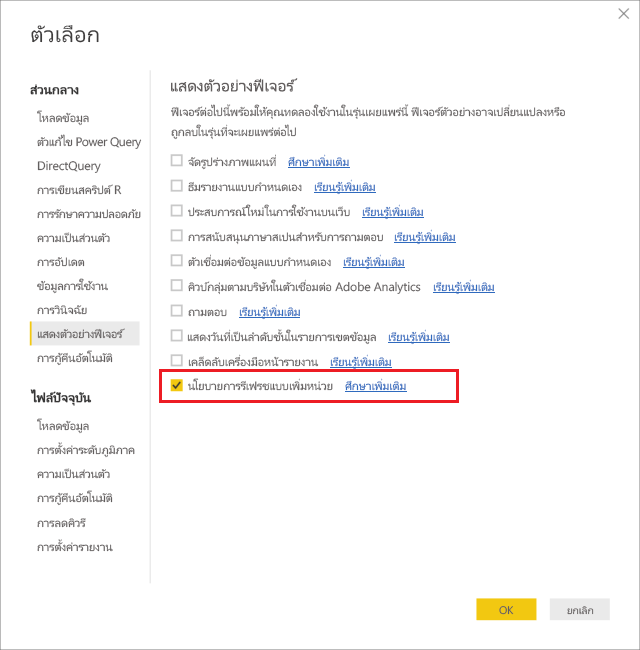 ตัวเลือก
ส่วนกลาง
โหลดข้อมูล
ตัวแก้ไข Power Query
DirectQuery
การเขียนสคริปต์ R
การรักษาความปลอดภัย
ความเป็นส่วนตัว
การอัปเดต
ข้อมูลการใช้งาน
การวินิจฉัย
แสดงตัวอย่างฟีเจอร์
การกู้คืนอัตโนมัติ
ไฟล์ปัจจุบัน
โหลดข้อมูล
การตั้งค่าระดับภูมิภาค
ความเป็นส่วนตัว
การกู้คืนอัตโนมัติ
การลดคิวรี
การตั้งค่ารายงาน
แสดงตัวอย่างฟีเจอร์
ฟีเจอร์ต่อไปนี้พร้อมให้คุณทดลองใช้งานในรุ่นเผยแพร่นี้ ฟีเจอร์ตัวอย่างอาจเปลี่ยนแปลงหรือ
ถูกลบในรุ่นที่จะเผยแพร่ต่อไป
จัดรูปร่างภาพแผนที่ ศึกษาเพิ่มเติม
ธีมรายงานแบบกำหนดเอง เรียนรู้เพิ่มเติม
ประสบการณ์ใหม่ในการใช้งานบนเว็บ เรียนรู้เพิ่มเติม
การสนับสนุนภาษาสเปนสำหรับการถามตอบ เรียนรู้เพิ่มเติม
ตัวเชื่อมต่อข้อมูลแบบกำหนดเอง เรียนรู้เพิ่มเติม
คิวบ์กลุ่มตามบริษัทในตัวเชื่อมต่อ Adobe Analytics เรียนรู้เพิ่มเติม
ถามตอบ เรียนรู้เพิ่มเติม
แสดงวันที่เป็นลำดับชั้นในรายการเขตข้อมูล เรียนรู้เพิ่มเติม
เคล็ดลับเครื่องมือหน้ารายงาน เรียนรู้เพิ่มเติม
นโยบายการรีเฟรชแบบเพิ่มหน่วย ศึกษาเพิ่มเติม
OK
ยกเลิก